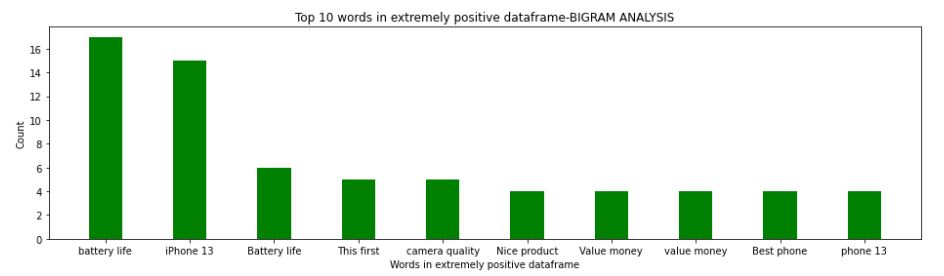 Top 10 words in extremely positive dataframe-BIGRAM ANALYSIS
16
14
12
10
8
6
4
2
0
Count
battery life iPhone 13 Battery life This first camera quality Nice product Value money value money Best phone phone 13
Words in extremely positive dataframe